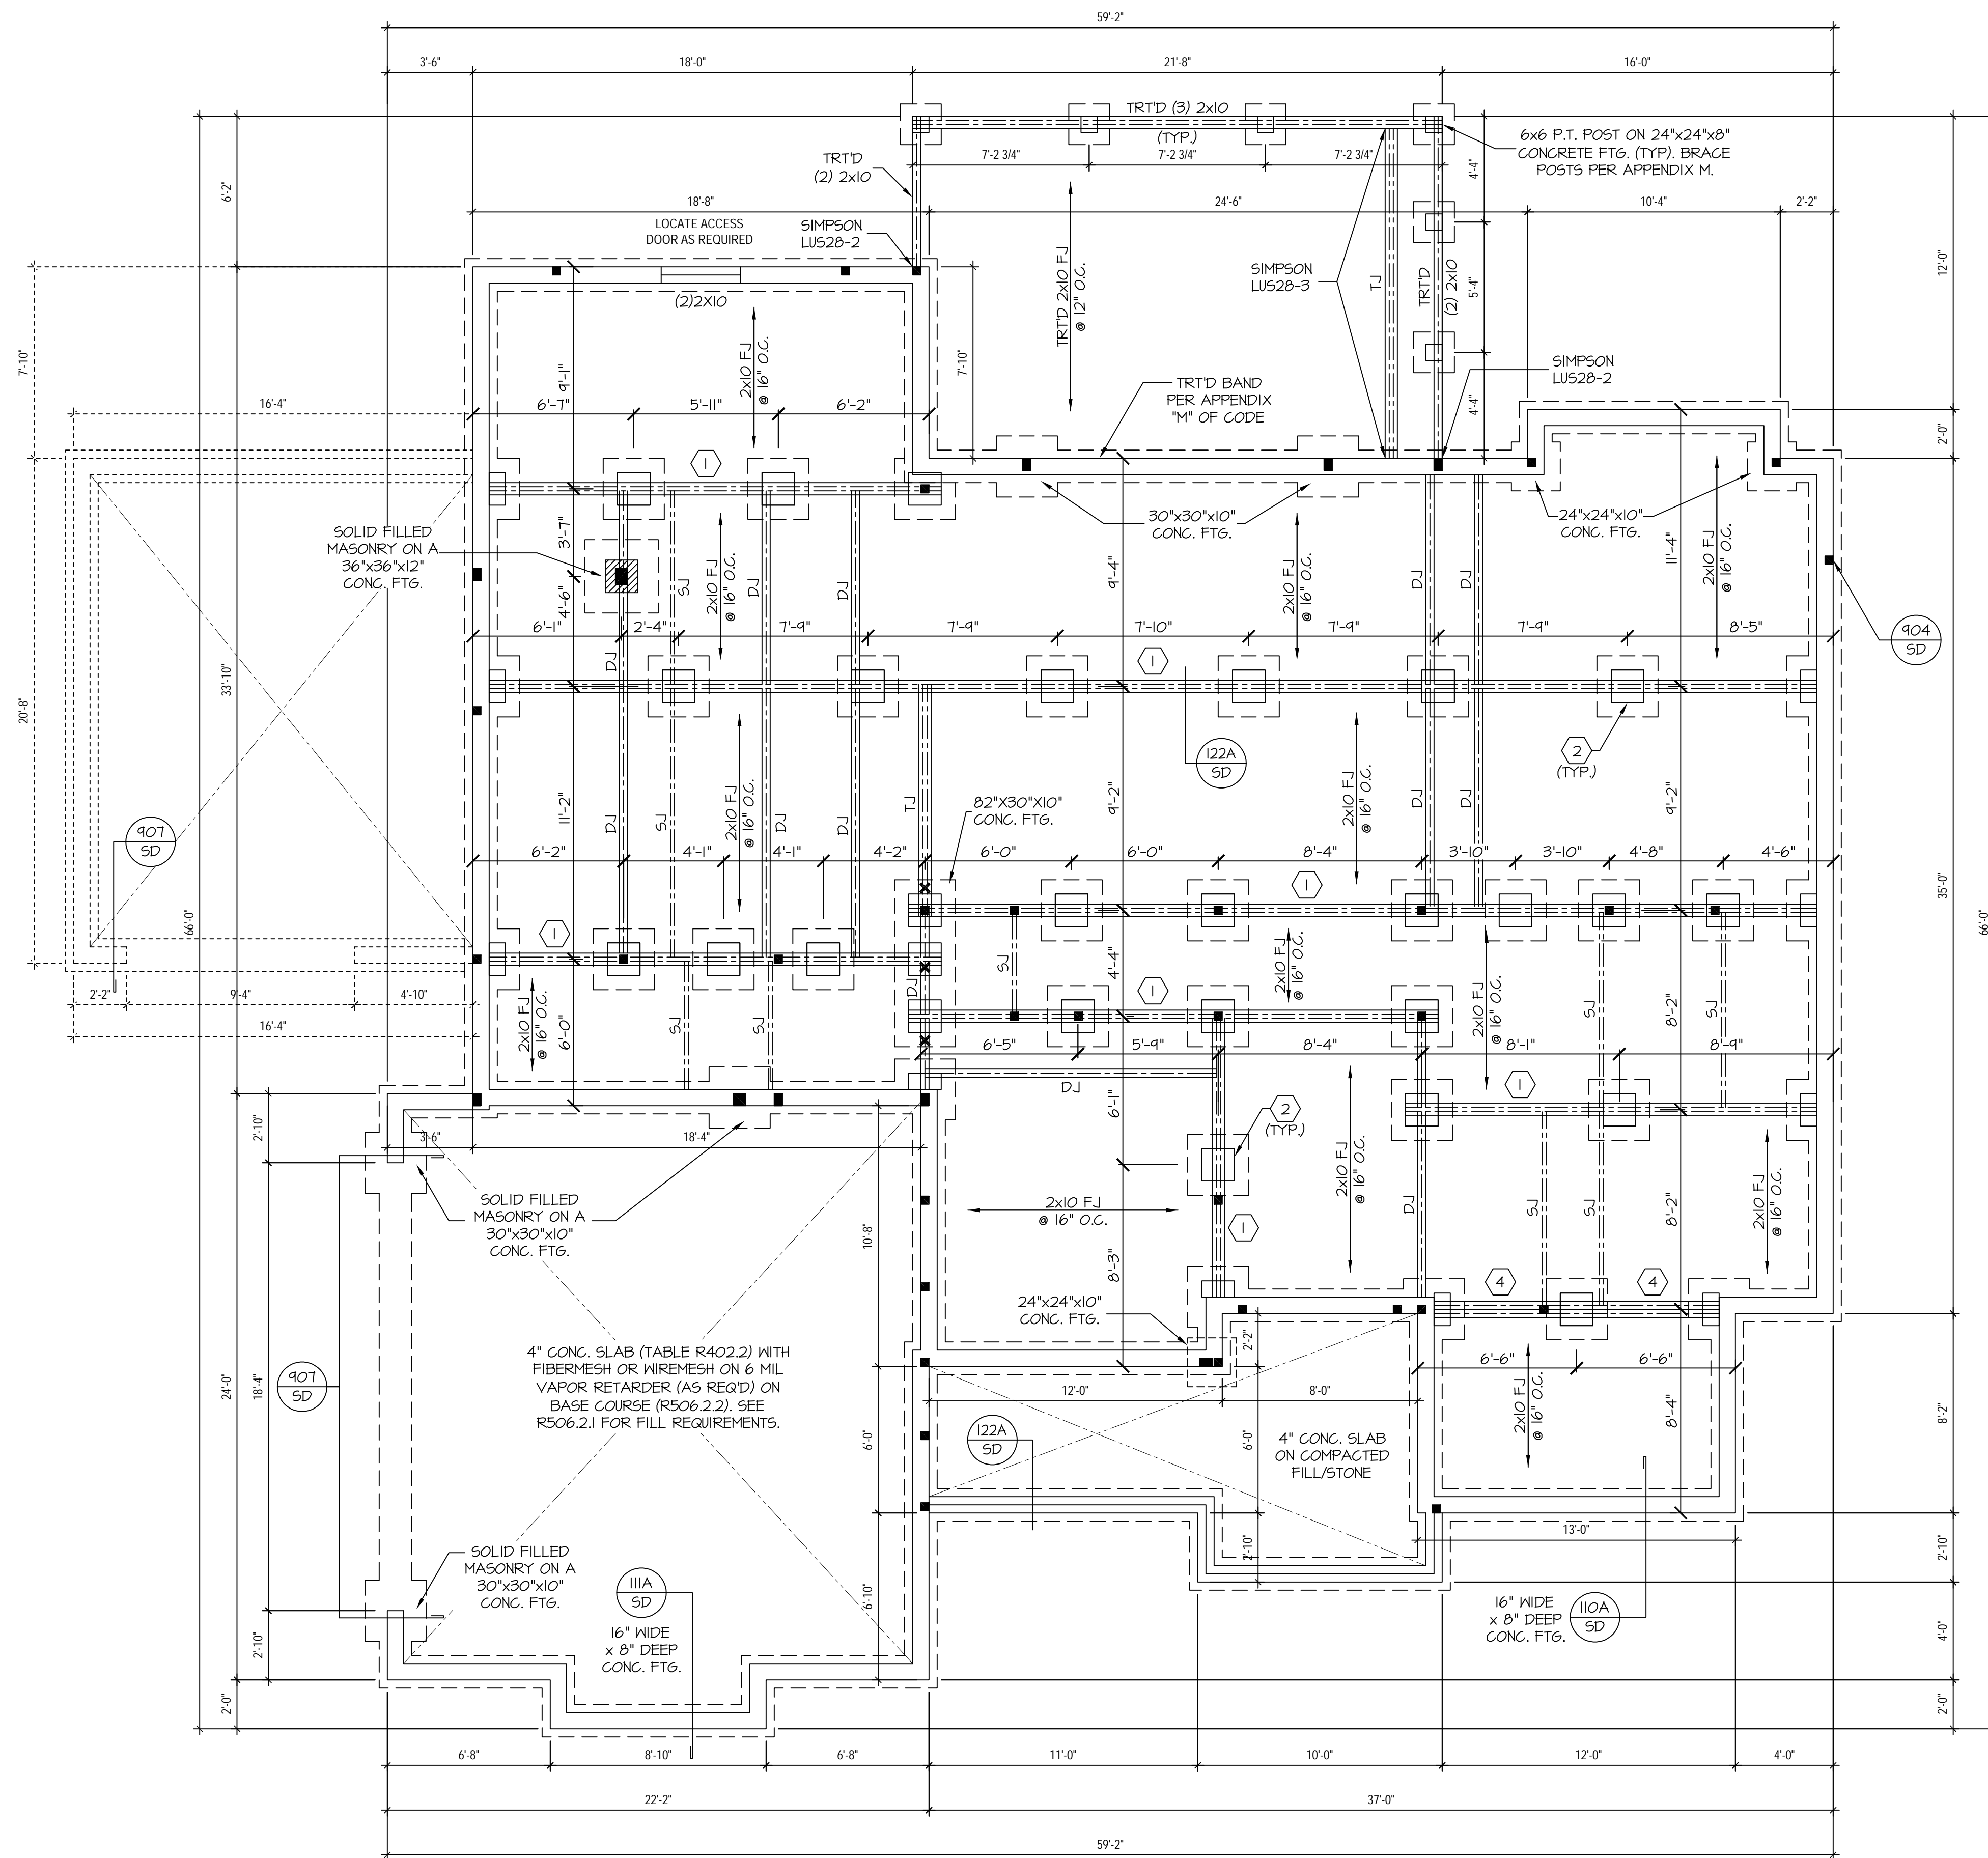 59'-2"
3'-6"
18'-0"
21'-8"
16'-0"
TRT'D (3) 2x10
(TYP.)
7'-2 3/4"
7'-2 3/4"
7'-2 3/4"
6x6 P.T. POST ON 24"x24"x8"
CONCRETE FTG. (TYP). BRACE
POSTS PER APPENDIX M.
TRT'D
(2) 2x10
4'-4"
6'-2"
18'-8"
24'-6"
10'-4"
2'-2"
LOCATE ACCESS
DOOR AS REQUIRED
SIMPSON
LUS28-2
12'-0"
TRT'D 2x10 FJ
@ 12" O.C.
SIMPSON
LUS28-3
TJ
TRT'D
(2) 2x10
5'-4"
(2)2X10
2x10 FJ
@ 16" O.C.
7'-10"
7'-10"
9'-1"
SIMPSON
LUS28-2
TRT'D BAND
PER APPENDIX
"M" OF CODE
4'-4"
16'-4"
6'-7"
5'-11"
6'-2"
2'-0"
1
SOLID FILLED
MASONRY ON A
36"x36"x12"
CONC. FTG.
3'-7"
30"x30"x10"
CONC. FTG.
24"x24"x10"
CONC. FTG.
4'-6"
SJ
2x10 FJ
@ 16" O.C.
DJ
DJ
9'-4"
2x10 FJ
@ 16" O.C.
DJ
DJ
11'-4"
2x10 FJ
@ 16" O.C.
904
SD
6'-1"
2'-4"
7'-9"
7'-9"
7'-10"
7'-9"
7'-9"
8'-5"
DJ
1
33'-10"
20'-8"
122A
SD
2
(TYP.)
907
SD
66'-0"
11'-2"
DJ
SJ
2x10 FJ
@ 16" O.C.
DJ
DJ
TJ
82"X30"X10"
CONC. FTG.
9'-2"
2x10 FJ
@ 16" O.C.
DJ
DJ
9'-2"
6'-2"
4'-1"
4'-1"
4'-2"
6'-0"
6'-0"
8'-4"
3'-10"
3'-10"
4'-8"
4'-6"
35'-0"
66'-0"
1
1
2'-2"
9'-4"
4'-10"
16'-4"
2x10 FJ
@ 16" O.C.
6'-0"
SJ
SJ
DJ
SJ
4'-4"
1
2x10 FJ
@ 16" O.C.
2x10 FJ
@ 16" O.C.
SJ
8'-2"
SJ
6'-5"
5'-9"
8'-4"
8'-1"
8'-9"
DJ
1
6'-1"
2
(TYP.)
2'-10"
3'-6"
18'-4"
SOLID FILLED
MASONRY ON A
30"x30"x10"
CONC. FTG.
10'-8"
2x10 FJ
@ 16" O.C.
1
2x10 FJ
@ 16" O.C.
DJ
SJ
SJ
8'-2"
2x10 FJ
@ 16" O.C.
8'-3"
4
4
24"x24"x10"
CONC. FTG.
2'-2"
4" CONC. SLAB (TABLE R402.2) WITH
FIBERMESH OR WIREMESH ON 6 MIL
VAPOR RETARDER (AS REQ'D) ON
BASE COURSE (R506.2.2). SEE
R506.2.1 FOR FILL REQUIREMENTS.
907
SD
24'-0"
18'-4"
12'-0"
8'-0"
6'-6"
6'-6"
2x10 FJ
@ 16" O.C.
8'-4"
8'-2"
6'-0"
122A
SD
6'-0"
4" CONC. SLAB
ON COMPACTED
FILL/STONE
13'-0"
2'-10"
2'-10"
SOLID FILLED
MASONRY ON A
30"x30"x10"
CONC. FTG.
111A
SD
16" WIDE
x 8" DEEP
CONC. FTG.
6'-10"
16" WIDE
x 8" DEEP
CONC. FTG.
110A
SD
4'-0"
2'-10"
2'-0"
2'-0"
6'-8"
8'-10"
6'-8"
11'-0"
10'-0"
12'-0"
4'-0"
22'-2"
37'-0"
59'-2"